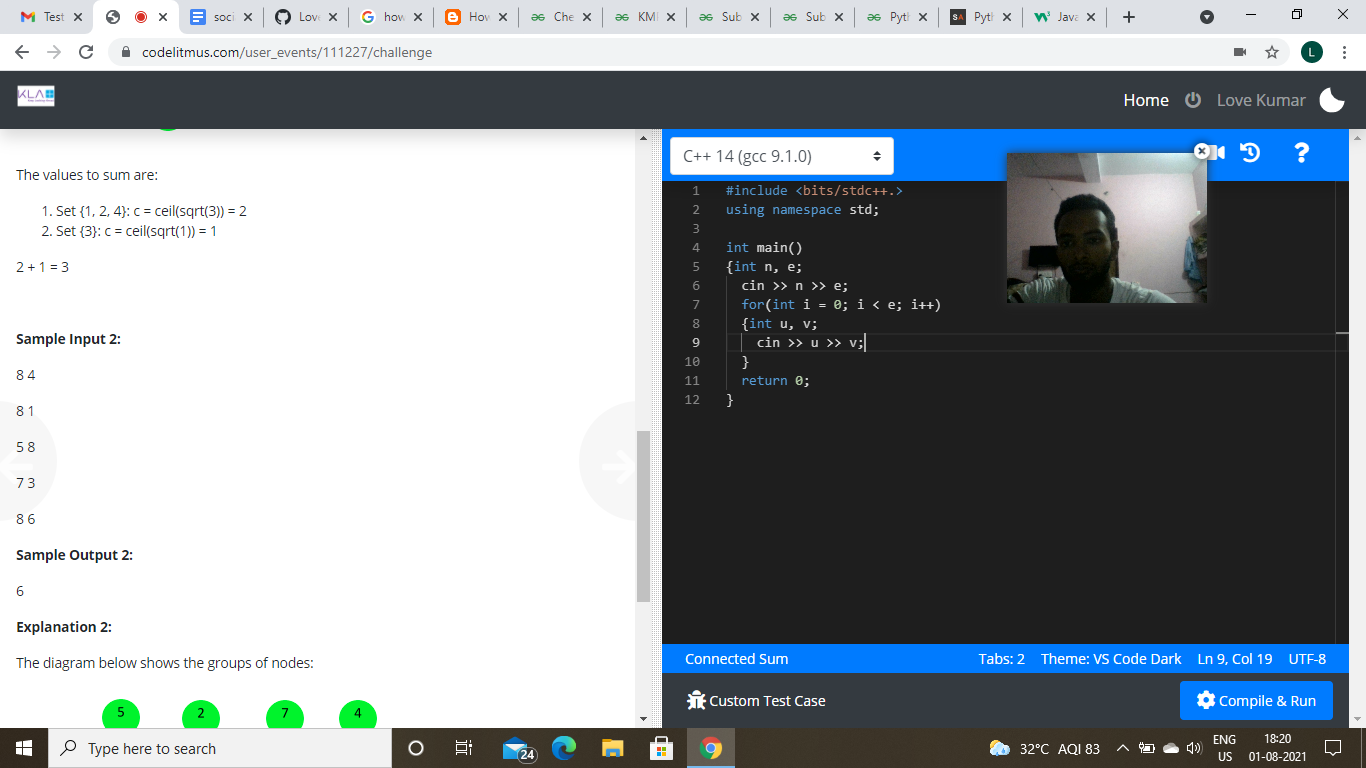 Test
soci
Love
how
How
Che
KMI
Sub
Sub
Pyth
SA Pyth
Java
codelitmus.com/user_events/111227/challenge
L
KLA
Home
Love Kumar
The values to sum are:
1. Set {1, 2, 4}: c = ceil(sqrt(3)) = 2
2. Set {3}: c = ceil(sqrt(1)) = 1
2 + 1 = 3
Sample Input 2:
8 4
8 1
5 8
7 3
8 6
Sample Output 2:
6
Explanation 2:
The diagram below shows the groups of nodes:
5 2 7 4
C++ 14 (gcc 9.1.0)
?
1 #include <bits/stdc++.>
2 using namespace std;
3
4 int main()
5 {int n, e;
6 cin >> n >> e;
7 for(int i = 0; i < e; i++)
8 {int u, v;
9 cin >> u >> v;
10 }
11 return 0;
12 }
Connected Sum
Tabs: 2 Theme: VS Code Dark Ln 9, Col 19 UTF-8
Custom Test Case
Compile & Run
Type here to search
24
32°C AQI 83
ENG
US
18:20
01-08-2021